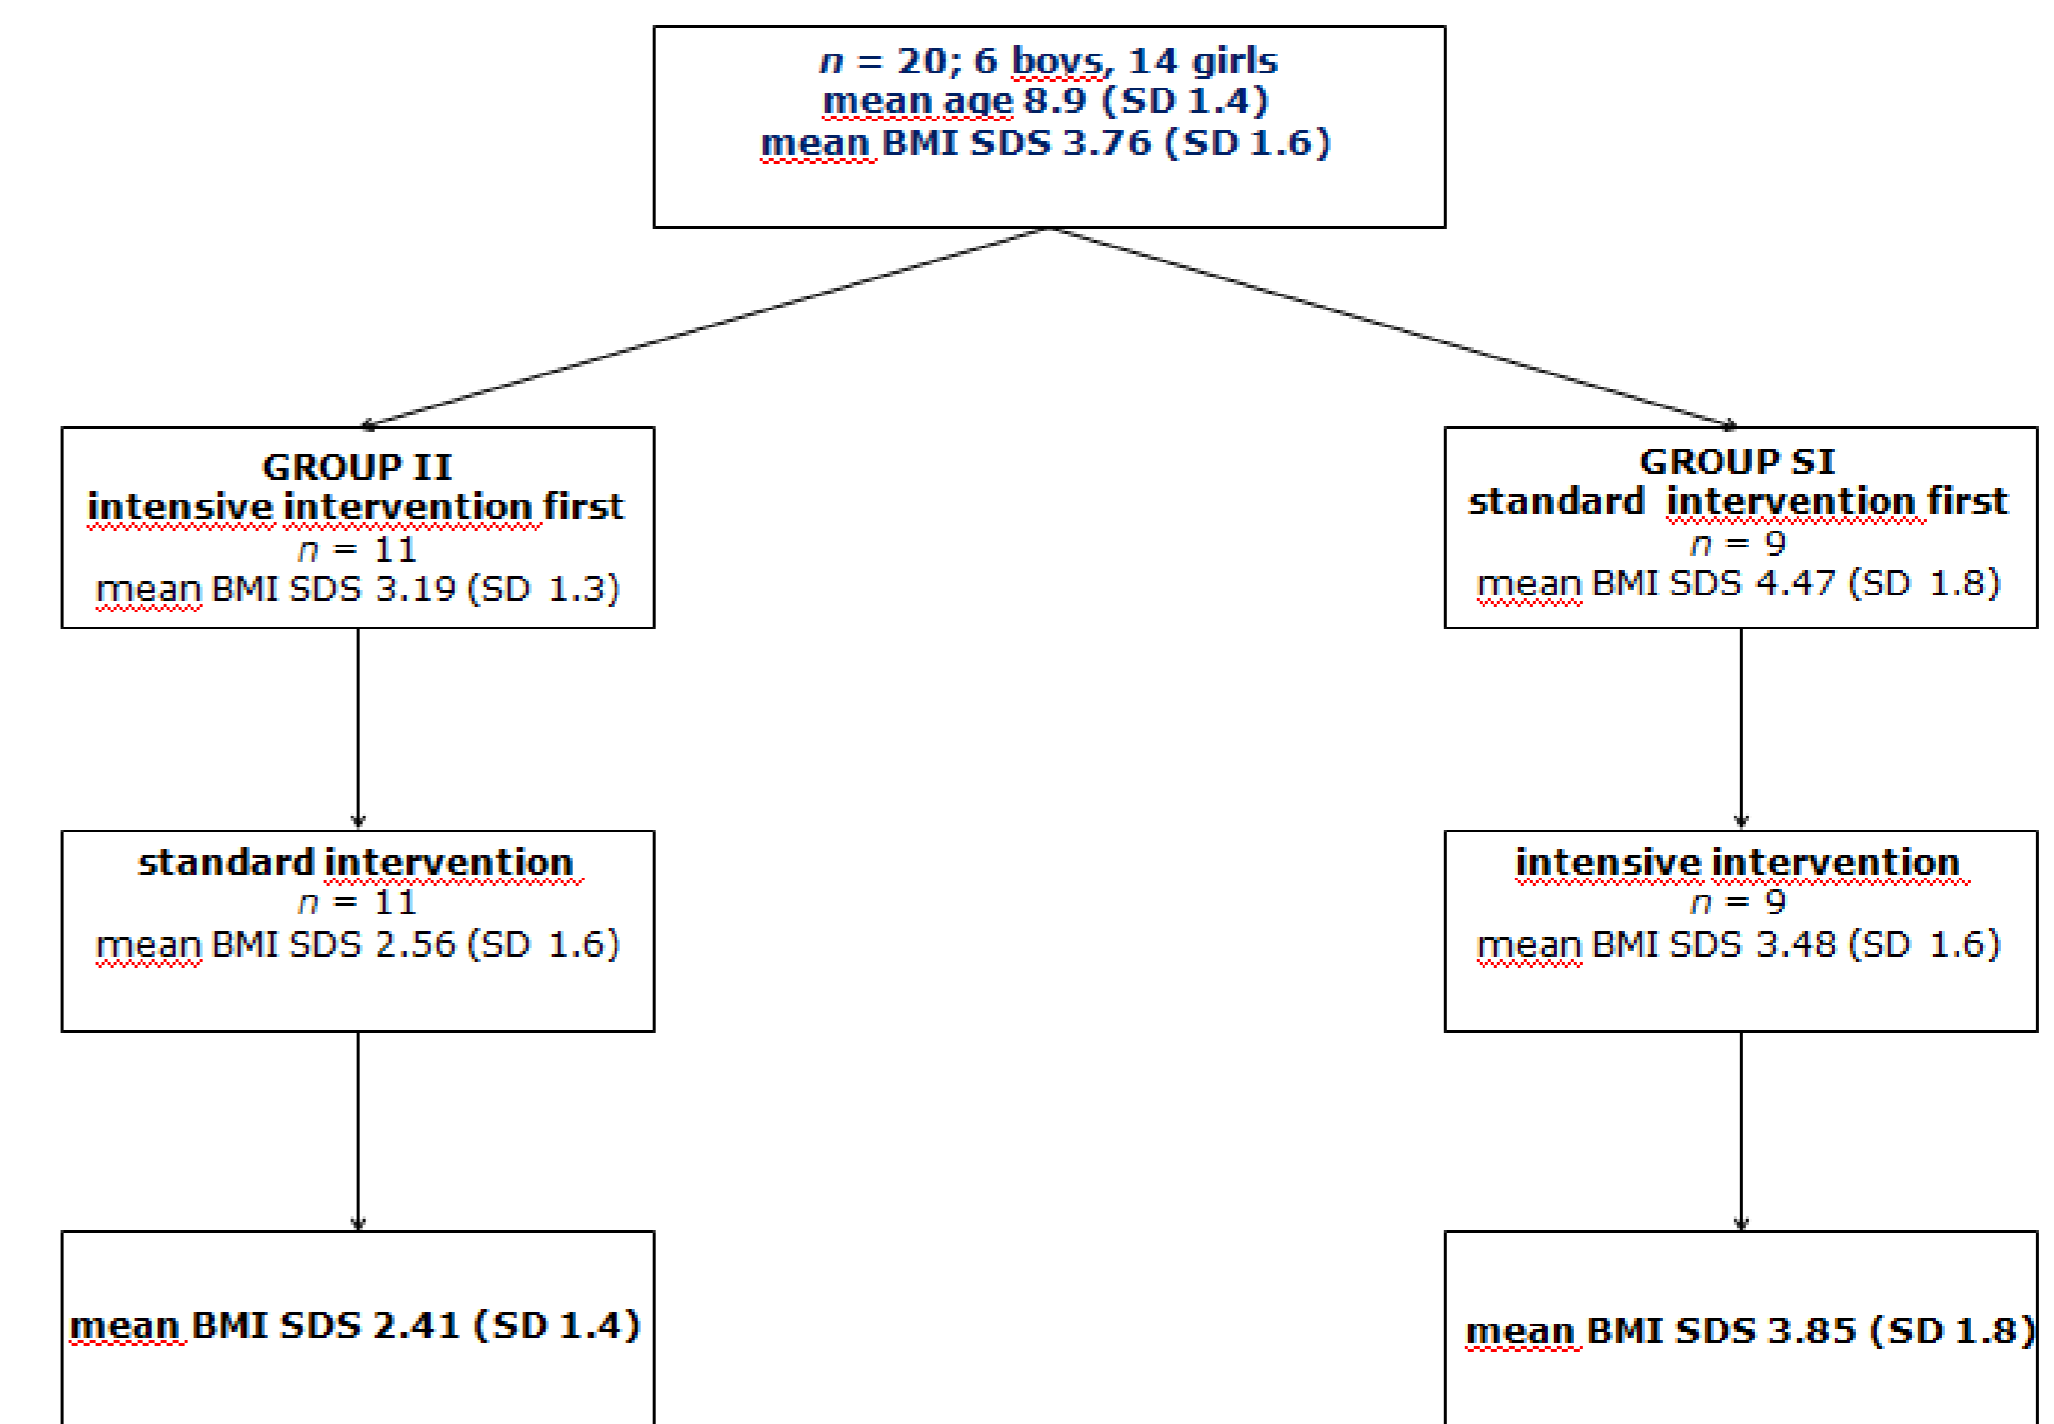 n = 20; 6 boys, 14 girls
mean age 8.9 (SD 1.4)
mean BMI SDS 3.76 (SD 1.6)
GROUP II
intensive intervention first
n = 11
mean BMI SDS 3.19 (SD 1.3)
GROUP SI
standard intervention first
n = 9
mean BMI SDS 4.47 (SD 1.8)
standard intervention
n = 11
mean BMI SDS 2.56 (SD 1.6)
intensive intervention
n = 9
mean BMI SDS 3.48 (SD 1.6)
mean BMI SDS 2.41 (SD 1.4)
mean BMI SDS 3.85 (SD 1.8)